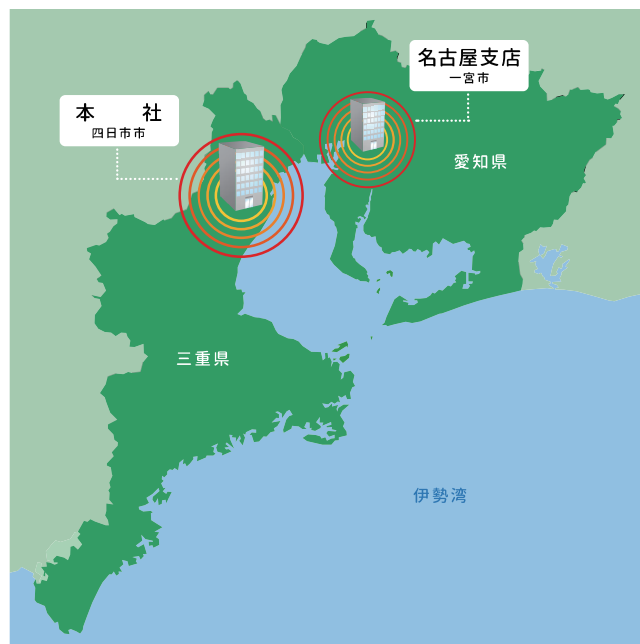 名古屋支店
一宮市
本 社
四日市市
愛知県
三重県
伊勢湾